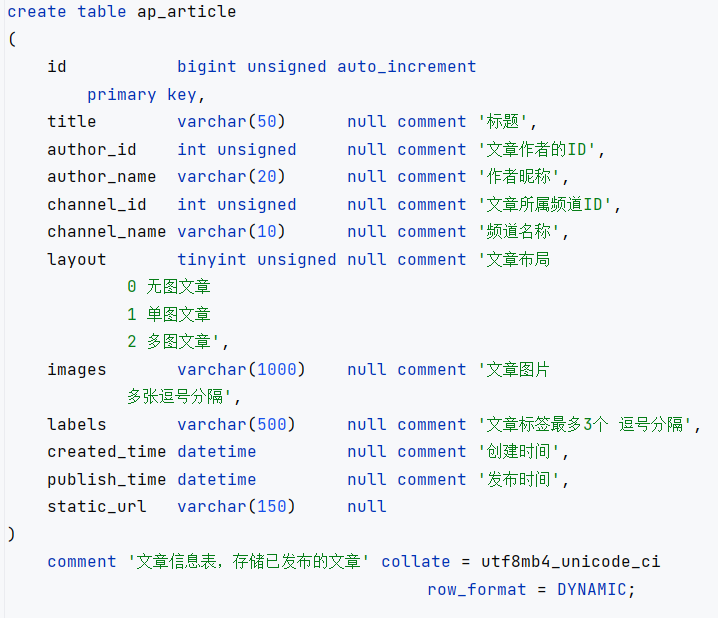 create table ap_article
(
    id           bigint unsigned auto_increment
        primary key,
    title        varchar(50)      null comment '标题',
    author_id    int unsigned     null comment '文章作者的ID',
    author_name  varchar(20)      null comment '作者昵称',
    channel_id   int unsigned     null comment '文章所属频道ID',
    channel_name varchar(10)      null comment '频道名称',
    layout       tinyint unsigned null comment '文章布局
            0 无图文章
            1 单图文章
            2 多图文章',
    images       varchar(1000)    null comment '文章图片
            多张逗号分隔',
    labels       varchar(500)     null comment '文章标签最多3个 逗号分隔',
    created_time datetime         null comment '创建时间',
    publish_time datetime         null comment '发布时间',
    static_url   varchar(150)     null
)
    comment '文章信息表，存储已发布的文章' collate = utf8mb4_unicode_ci
                                          row_format = DYNAMIC;